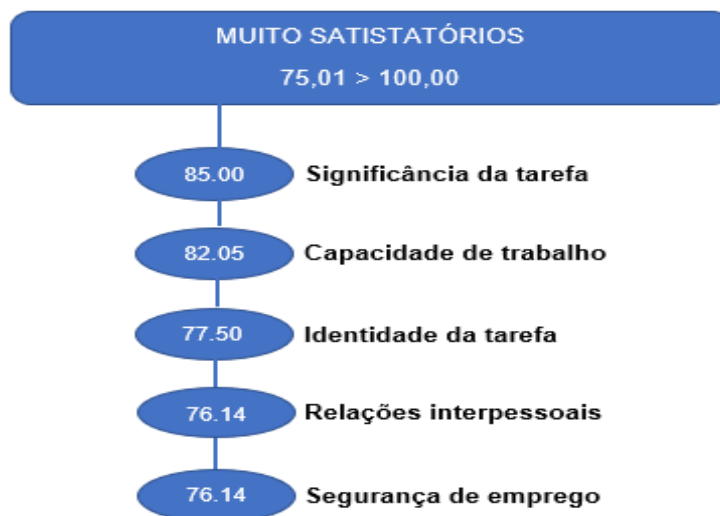 MUITO SATISTATÓRIOS
75,01 > 100,00
85.00 Significância da tarefa
82.05 Capacidade de trabalho
77.50 Identidade da tarefa
76.14 Relações interpessoais
76.14 Segurança de emprego